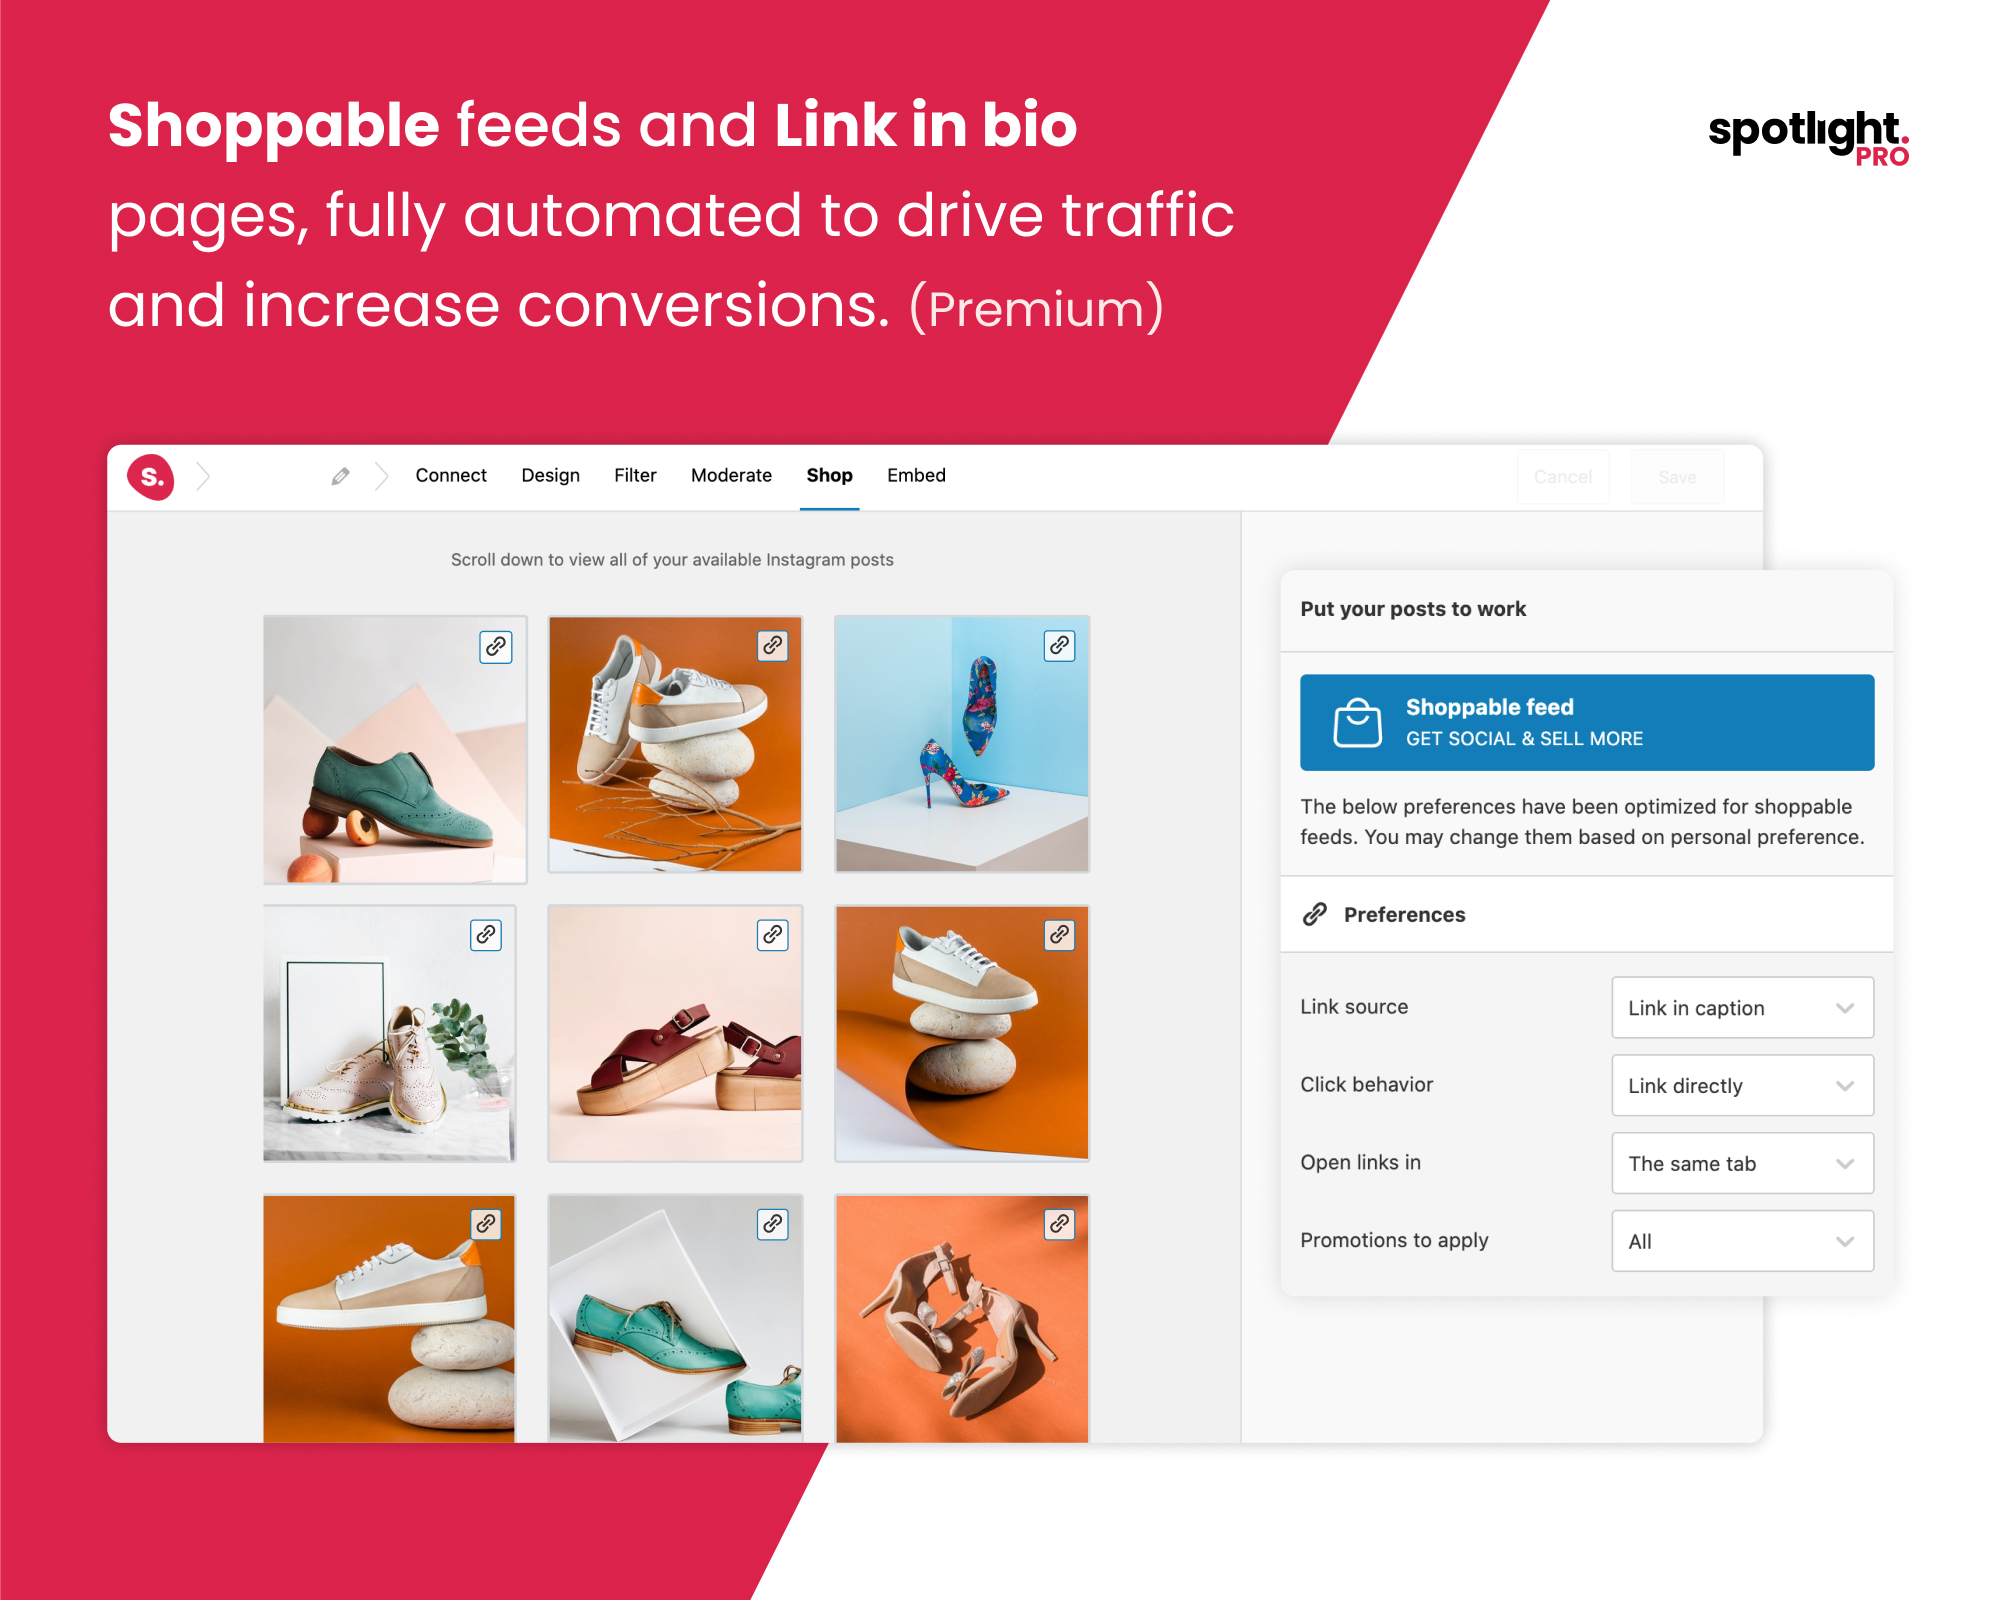 Shoppable feeds and Link in bio
pages, fully automated to drive traffic
and increase conversions. (Premium)
spotlight.
PRO
S.
Connect
Design
Filter
Moderate
Shop
Embed
Cancel
Save
Scroll down to view all of your available Instagram posts
Put your posts to work
Shoppable feed
GET SOCIAL & SELL MORE
The below preferences have been optimized for shoppable
feeds. You may change them based on personal preference.
Preferences
Link source
Link in caption
Click behavior
Link directly
Open links in
The same tab
Promotions to apply
All